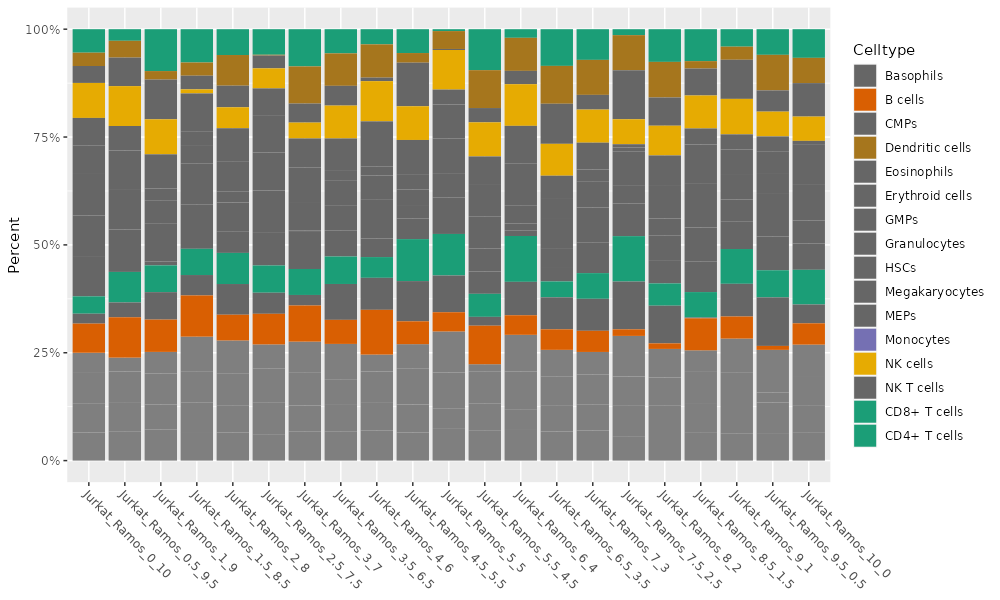 100%
75%
50%
25%
0%
Percent
Jurkat_Ramos_0_10
Jurkat_Ramos_0.5_9.5
Jurkat_Ramos_1_9
Jurkat_Ramos_1.5_8.5
Jurkat_Ramos_2_8
Jurkat_Ramos_2.5_7.5
Jurkat_Ramos_3_7
Jurkat_Ramos_3.5_6.5
Jurkat_Ramos_4_6
Jurkat_Ramos_4.5_5.5
Jurkat_Ramos_5_5
Jurkat_Ramos_5.5_4.5
Jurkat_Ramos_6_4
Jurkat_Ramos_6.5_3.5
Jurkat_Ramos_7_3
Jurkat_Ramos_7.5_2.5
Jurkat_Ramos_8_2
Jurkat_Ramos_8.5_1.5
Jurkat_Ramos_9_1
Jurkat_Ramos_9.5_0.5
Jurkat_Ramos_10_0
Celltype
Basophils
B cells
CMPs
Dendritic cells
Eosinophils
Erythroid cells
GMPs
Granulocytes
HSCs
Megakaryocytes
MEPs
Monocytes
NK cells
NK T cells
CD8+ T cells
CD4+ T cells